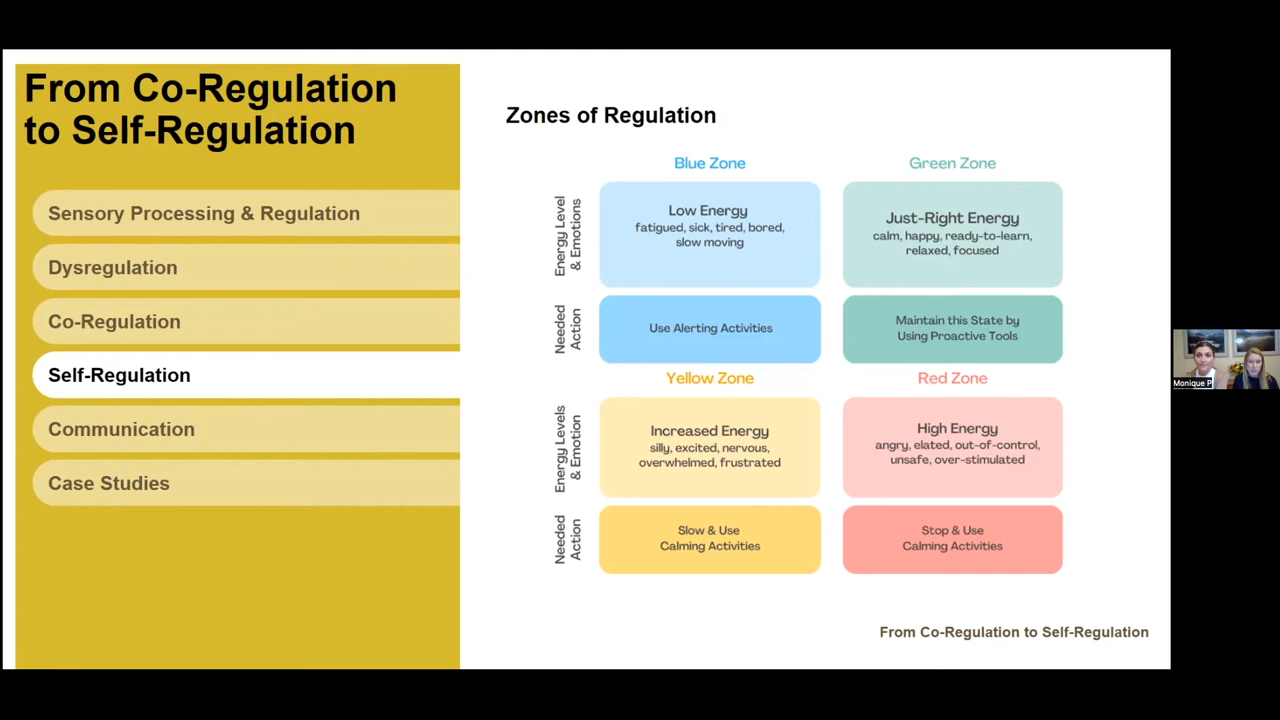 From Co-Regulation
to Self-Regulation
Sensory Processing & Regulation
Dysregulation
Co-Regulation
Self-Regulation
Communication
Case Studies
Zones of Regulation
Blue Zone
Green Zone
Energy Level
& Emotions
Low Energy
fatigued, sick, tired, bored,
slow moving
Just-Right Energy
calm, happy, ready-to-learn,
relaxed, focused
Needed
Action
Use Alerting Activities
Maintain this State by
Using Proactive Tools
Yellow Zone
Red Zone
Energy Levels
& Emotion
Increased Energy
silly, excited, nervous,
overwhelmed, frustrated
High Energy
angry, elated, out-of-control,
unsafe, over-stimulated
Needed
Action
Slow & Use
Calming Activities
Stop & Use
Calming Activities
From Co-Regulation to Self-Regulation
Monique P